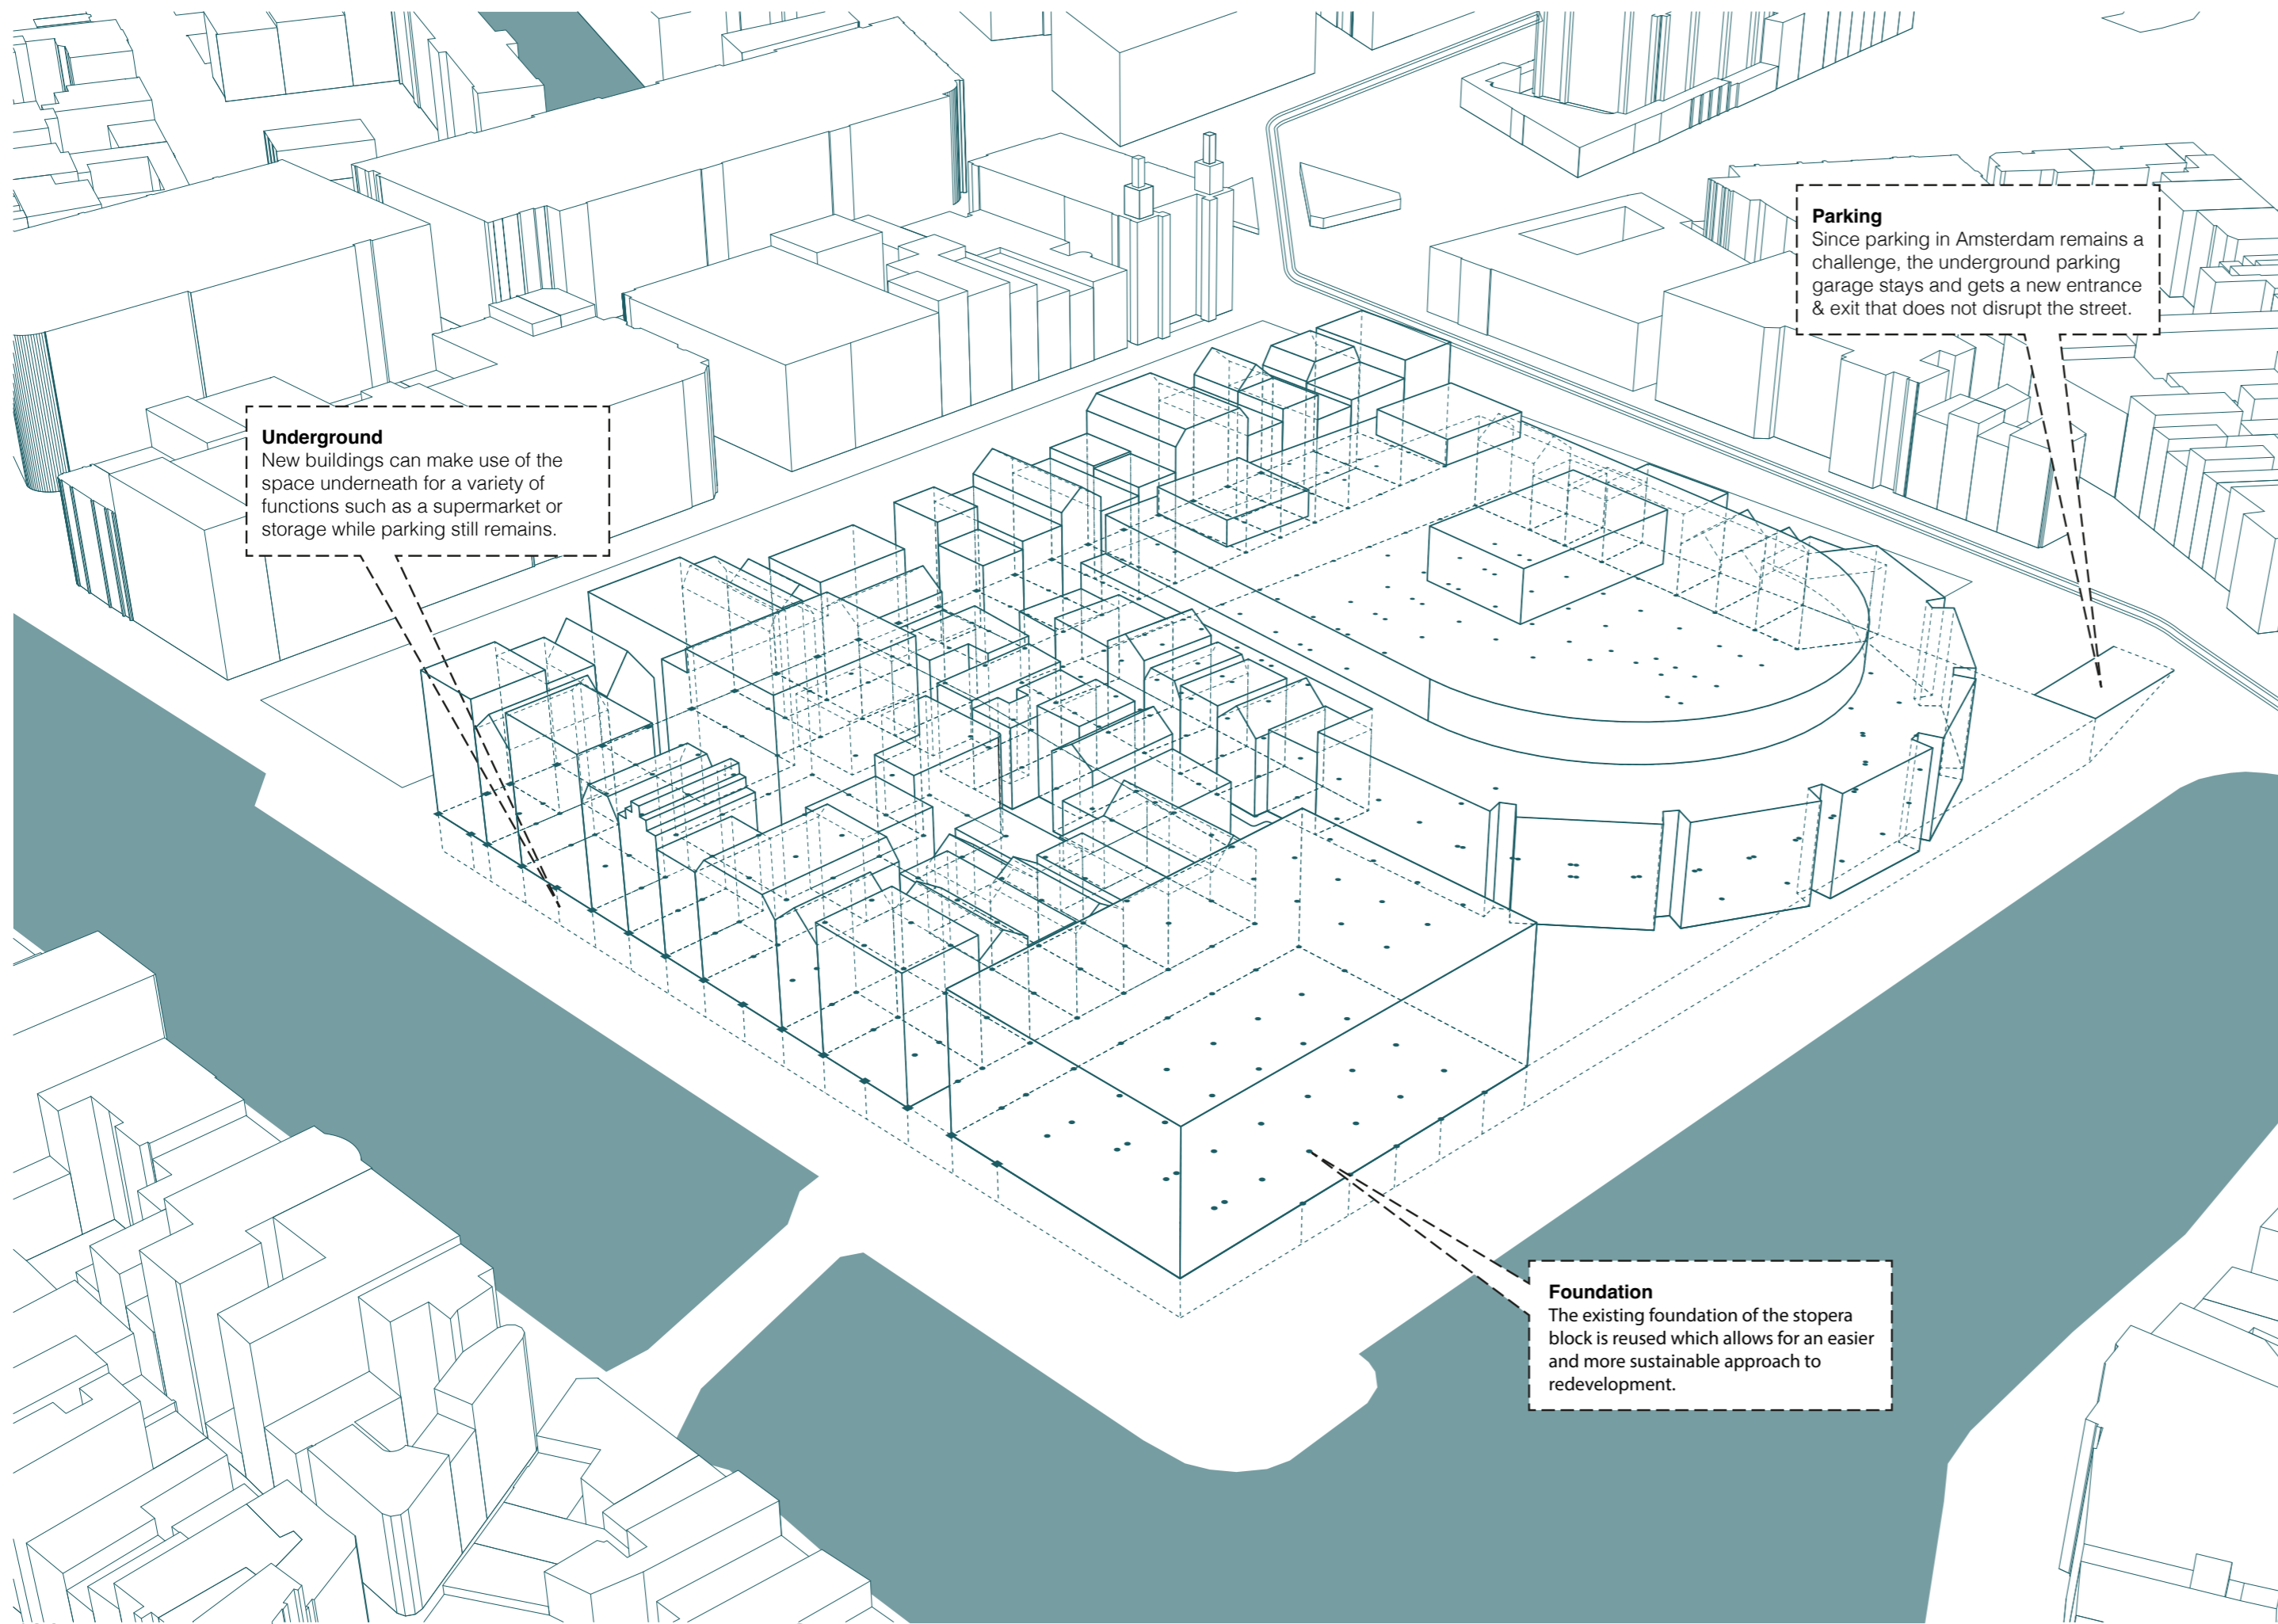 Parking
Since parking in Amsterdam remains a
challenge, the underground parking
garage stays and gets a new entrance
& exit that does not disrupt the street.
Underground
New buildings can make use of the
space underneath for a variety of
functions such as a supermarket or
storage while parking still remains.
Foundation
The existing foundation of the stopera
block is reused which allows for an easier
and more sustainable approach to
redevelopment.